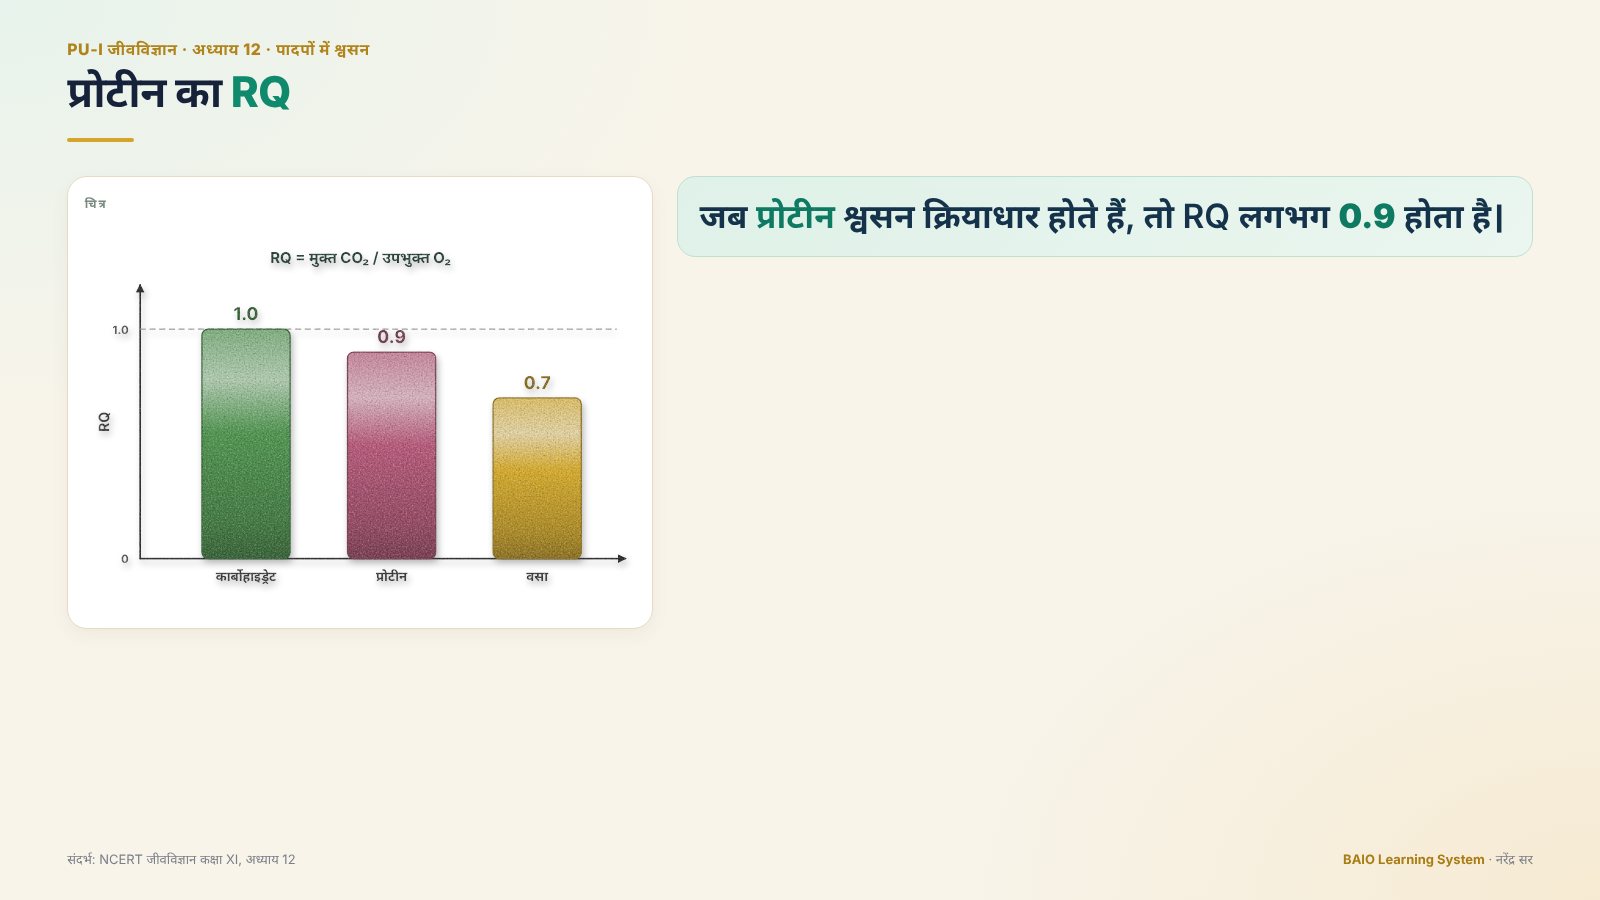 PU-I जीवविज्ञान · अध्याय 12 · पादपों में श्वसन
प्रोटीन का RQ
चित्र
RQ = मुक्त CO₂ / उपभुक्त O₂
1.0
1.0
0.9
0.7
RQ
0
कार्बोहाइड्रेट
प्रोटीन
वसा
जब प्रोटीन श्वसन क्रियाधार होते हैं, तो RQ लगभग 0.9 होता है।
संदर्भ: NCERT जीवविज्ञान कक्षा XI, अध्याय 12
BAIO Learning System · नरेंद्र सर